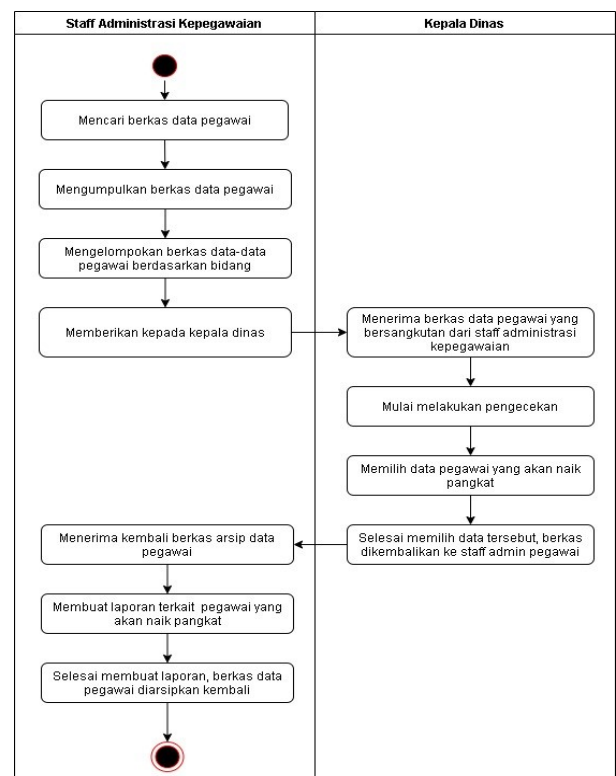 Staff Administrasi Kepegawaian
Kepala Dinas
Mencari berkas data pegawai
Mengumpulkan berkas data pegawai
Mengelompokan berkas data-data
pegawai berdasarkan bidang
Memberikan kepada kepala dinas
Menerima berkas data pegawai yang
bersangkutan dari staff administrasi
kepegawaian
Mulai melakukan pengecekan
Memilih data pegawai yang akan naik
pangkat
Selesai memilih data tersebut, berkas
dikembalikan ke staff admin pegawai
Menerima kembali berkas arsip data
pegawai
Membuat laporan terkait pegawai yang
akan naik pangkat
Selesai membuat laporan, berkas data
pegawai diarsipkan kembali